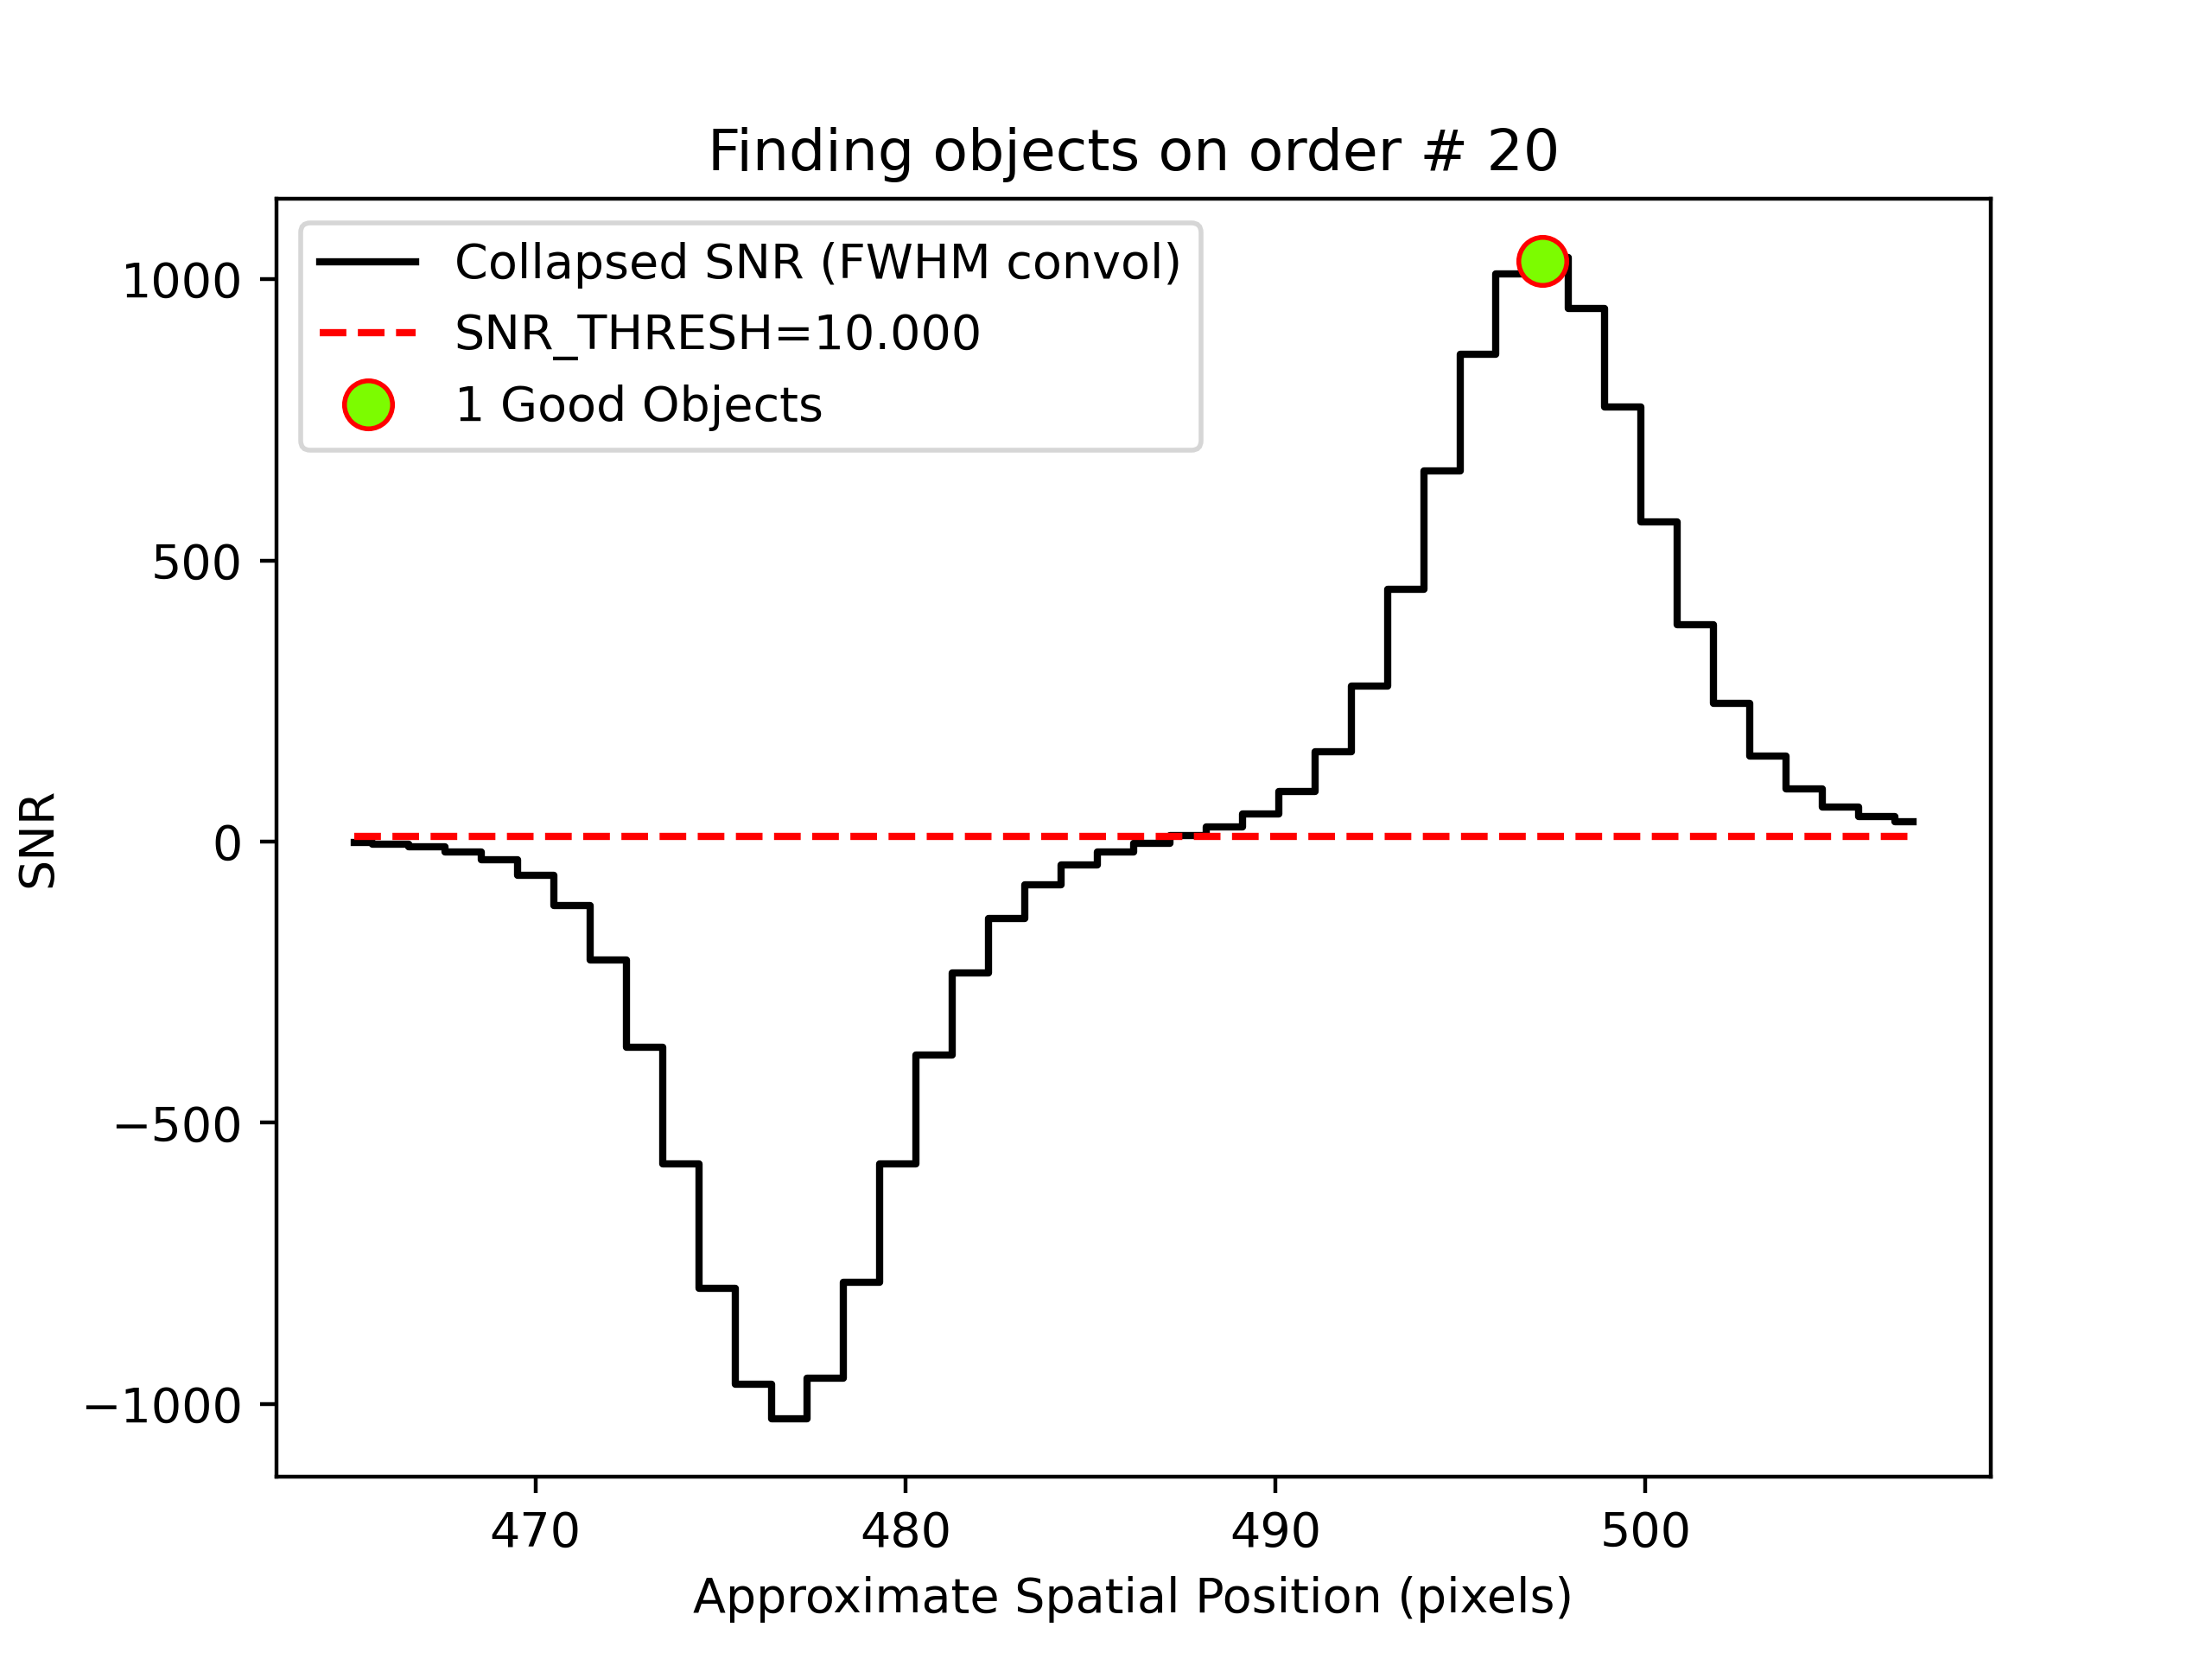 Finding objects on order # 20
Collapsed SNR (FWHM convol)
SNR_THRESH=10.000
1 Good Objects
1000
500
0
−500
−1000
SNR
470 480 490 500
Approximate Spatial Position (pixels)